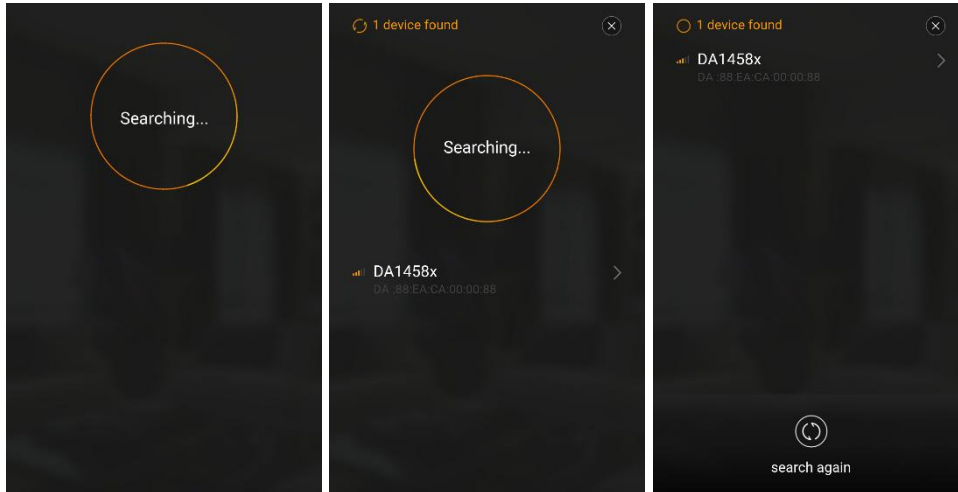 Searching...
1 device found
Searching...
DA1458x
DA :88:EA:CA:00:00:88
1 device found
DA1458x
DA :88:EA:CA:00:00:88
search again